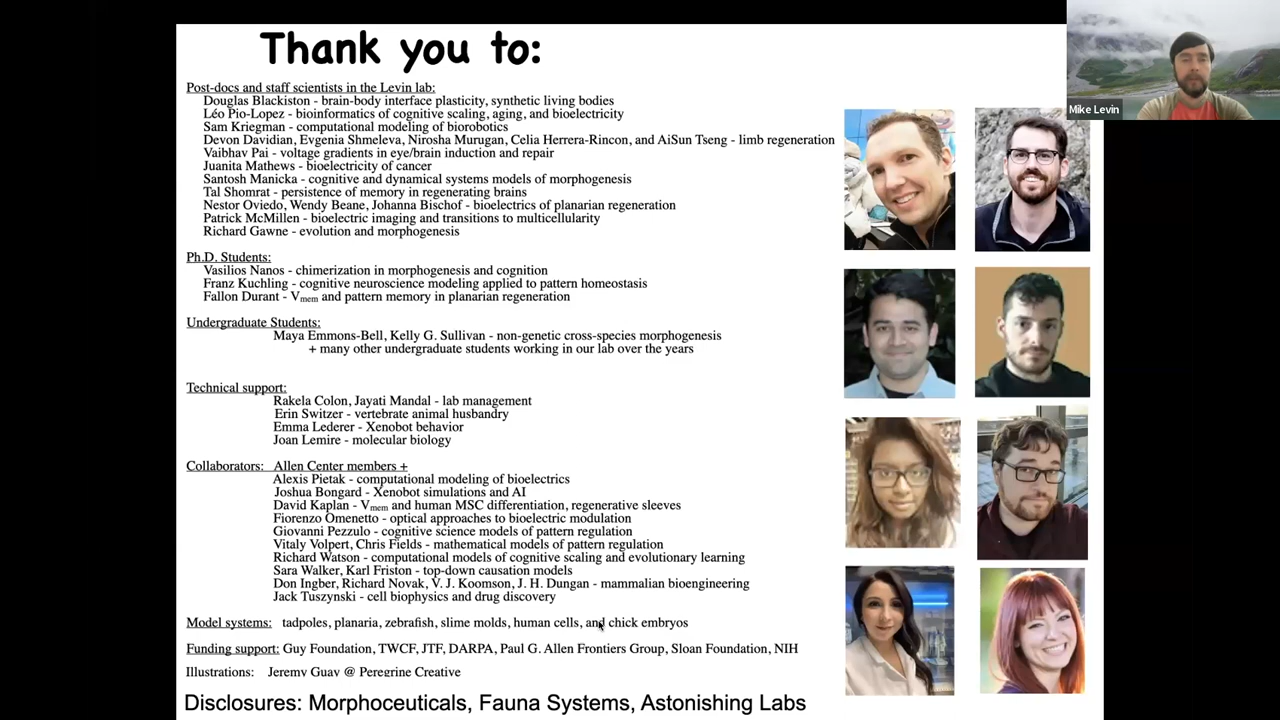 Thank you to:
Mike Levin
Post-docs and staff scientists in the Levin lab:
Douglas Blackiston - brain-body interface plasticity, synthetic living bodies
Léo Pio-Lopez - bioinformatics of cognitive scaling, aging, and bioelectricity
Sam Kriegman - computational modeling of biorobotics
Devon Davidian, Evgenia Shmeleva, Nirosha Murugan, Celia Herrera-Rincon, and AiSun Tseng - limb regeneration
Vaibhav Pai - voltage gradients in eye/brain induction and repair
Juanita Mathews - bioelectricity of cancer
Santosh Manicka - cognitive and dynamical systems models of morphogenesis
Tal Shomrat - persistence of memory in regenerating brains
Nestor Oviedo, Wendy Beane, Johanna Bischof - bioelectrics of planarian regeneration
Patrick McMillen - bioelectric imaging and transitions to multicellularity
Richard Gawne - evolution and morphogenesis
Ph.D. Students:
Vasilios Nanos - chimerization in morphogenesis and cognition
Franz Kuchling - cognitive neuroscience modeling applied to pattern homeostasis
Fallon Durant - Vmem and pattern memory in planarian regeneration
Undergraduate Students:
Maya Emmons-Bell, Kelly G. Sullivan - non-genetic cross-species morphogenesis
+ many other undergraduate students working in our lab over the years
Technical support:
Rakela Colon, Jayati Mandal - lab management
Erin Switzer - vertebrate animal husbandry
Emma Lederer - Xenobot behavior
Joan Lemire - molecular biology
Collaborators: Allen Center members +
Alexis Pietak - computational modeling of bioelectrics
Joshua Bongard - Xenobot simulations and AI
David Kaplan - Vmem and human MSC differentiation, regenerative sleeves
Fiorenzo Omenetto - optical approaches to bioelectric modulation
Giovanni Pezzulo - cognitive science models of pattern regulation
Vitaly Volpert, Chris Fields - mathematical models of pattern regulation
Richard Watson - computational models of cognitive scaling and evolutionary learning
Sara Walker, Karl Friston - top-down causation models
Don Ingber, Richard Novak, V. J. Koomson, J. H. Dungan - mammalian bioengineering
Jack Tuszynski - cell biophysics and drug discovery
Model systems: tadpoles, planaria, zebrafish, slime molds, human cells, and chick embryos
Funding support: Guy Foundation, TWCF, JTF, DARPA, Paul G. Allen Frontiers Group, Sloan Foundation, NIH
Illustrations: Jeremy Guay @ Peregrine Creative
Disclosures: Morphoceuticals, Fauna Systems, Astonishing Labs